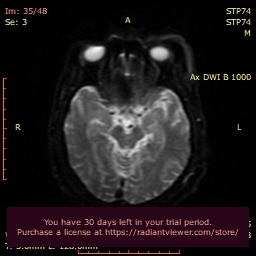 Im: 35/48
STP74
Se: 3
STP74
M
A
Ax DWI B 1000
R
L
You have 30 days left in your trial period.
Purchase a license at https://radiantviewer.com/store/